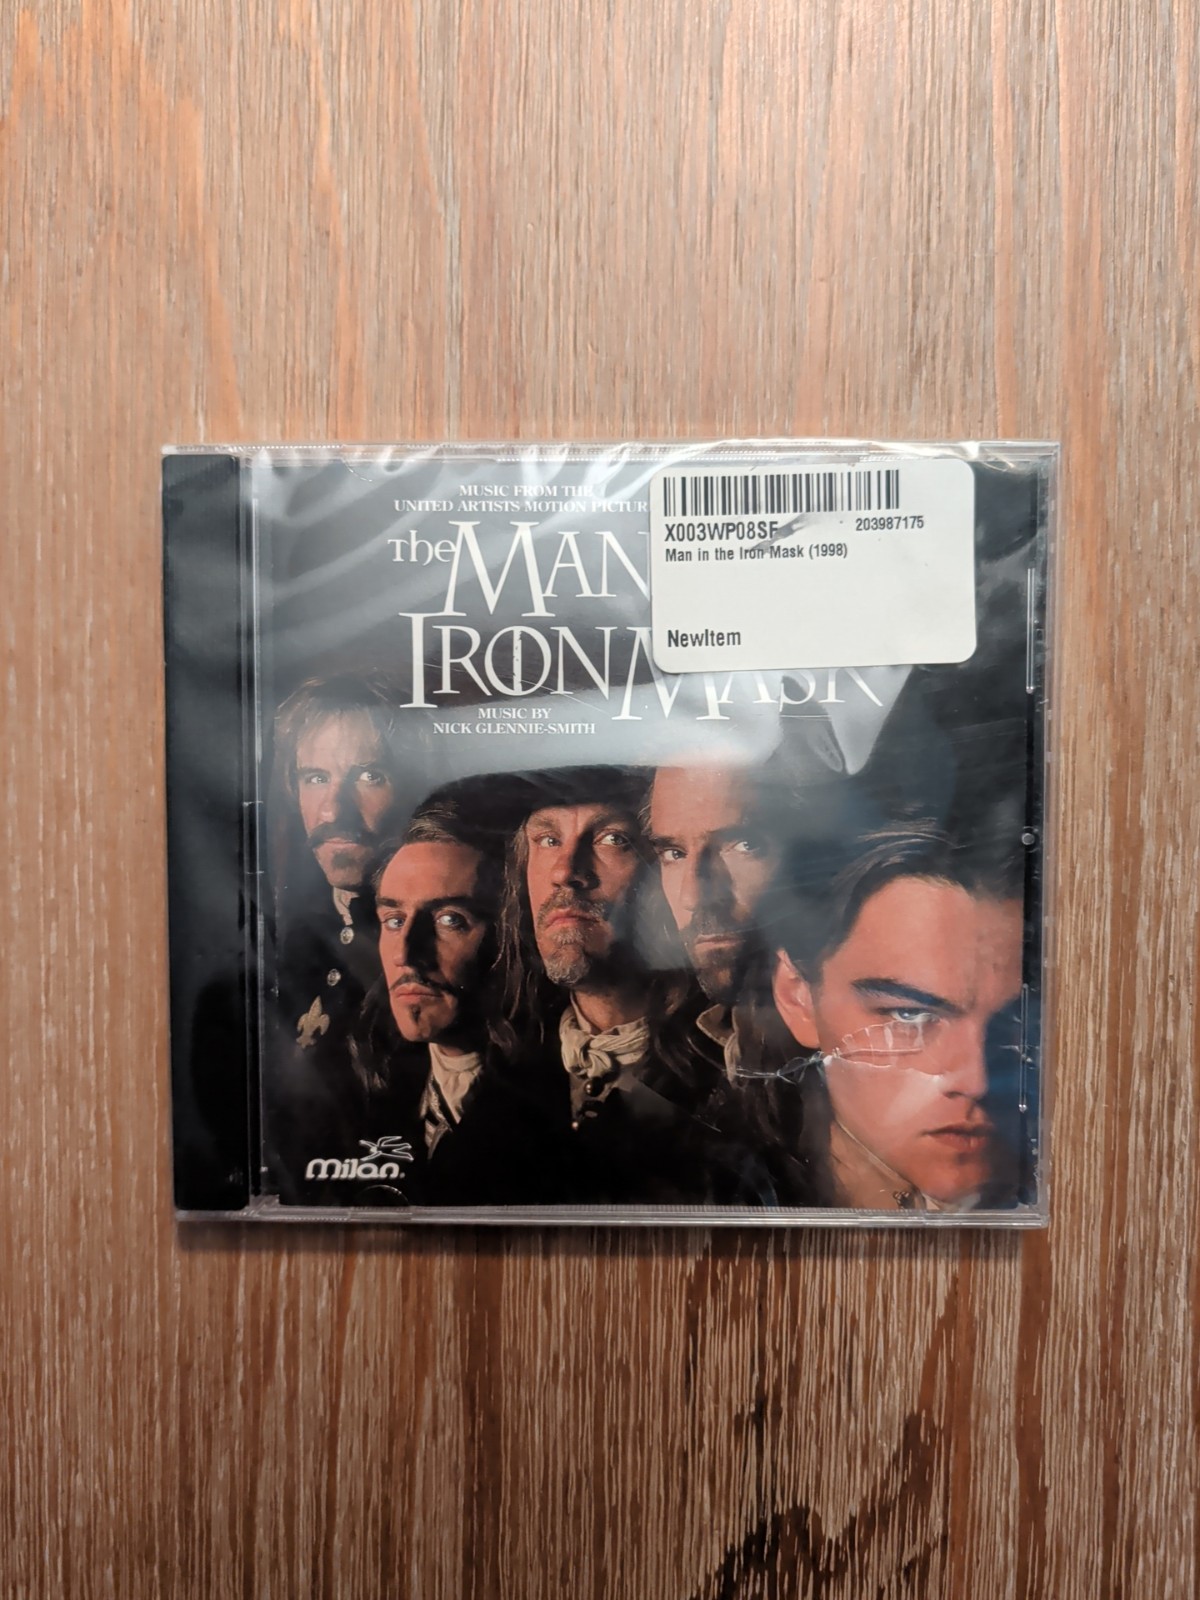 MUSIC FROM THE
UNITED ARTISTS MOTION
The MAN
IRON MASK
MUSIC BY
NICK GLENNIE-SMITH
X003WP08SF 203987175
Man in the Iron Mask (1998)
NewItem
Milan